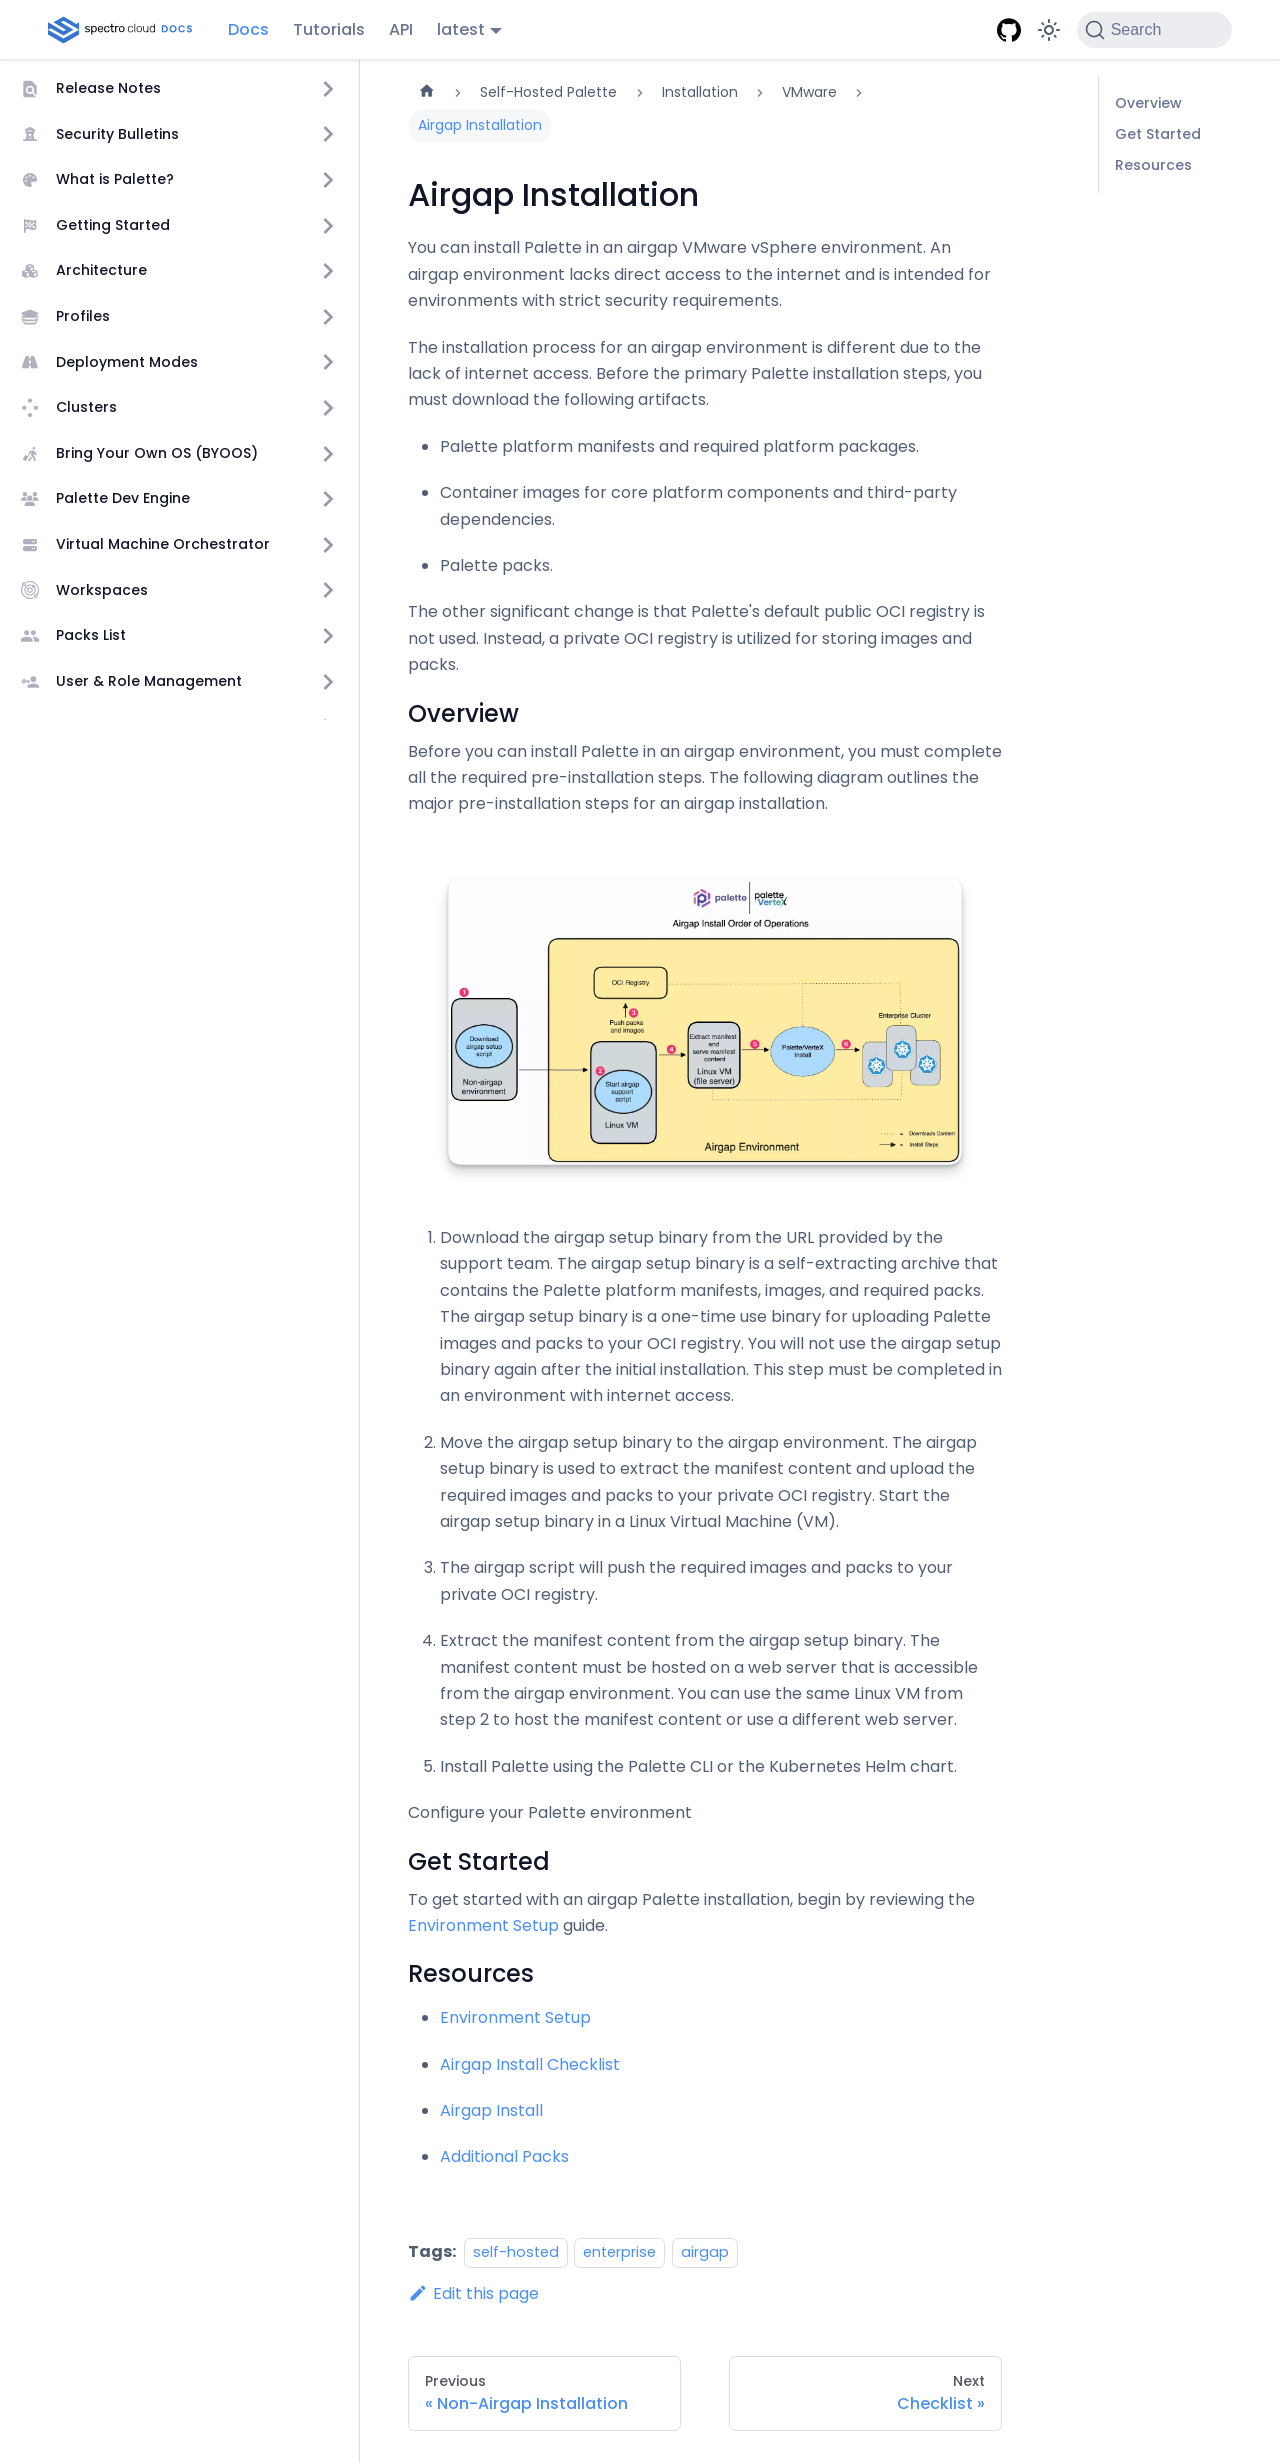 spectro cloud DOCS
Docs
Tutorials
API
latest
Search
Release Notes
Security Bulletins
What is Palette?
Getting Started
Architecture
Profiles
Deployment Modes
Clusters
Bring Your Own OS (BYOOS)
Palette Dev Engine
Virtual Machine Orchestrator
Workspaces
Packs List
User & Role Management
Self-Hosted Palette
Installation
VMware
Airgap Installation
Overview
Get Started
Resources
Airgap Installation
You can install Palette in an airgap VMware vSphere environment. An
airgap environment lacks direct access to the internet and is intended for
environments with strict security requirements.
The installation process for an airgap environment is different due to the
lack of internet access. Before the primary Palette installation steps, you
must download the following artifacts.
Palette platform manifests and required platform packages.
Container images for core platform components and third-party
dependencies.
Palette packs.
The other significant change is that Palette's default public OCI registry is
not used. Instead, a private OCI registry is utilized for storing images and
packs.
Overview
Before you can install Palette in an airgap environment, you must complete
all the required pre-installation steps. The following diagram outlines the
major pre-installation steps for an airgap installation.
palette
palette
VerteX
Airgap Install Order of Operations
1
Download
airgap setup
script
Non-airgap
environment
OCI Registry
3
Push packs
and images
2
Start airgap
support
script
Linux VM
4
Extract manifest
and
serve manifest
content
Linux VM
(file server)
5
Palette/VerteX
Install
6
Enterprise Cluster
Airgap Environment
= Downloads Content
= Install Steps
1. Download the airgap setup binary from the URL provided by the
support team. The airgap setup binary is a self-extracting archive that
contains the Palette platform manifests, images, and required packs.
The airgap setup binary is a one-time use binary for uploading Palette
images and packs to your OCI registry. You will not use the airgap setup
binary again after the initial installation. This step must be completed in
an environment with internet access.
2. Move the airgap setup binary to the airgap environment. The airgap
setup binary is used to extract the manifest content and upload the
required images and packs to your private OCI registry. Start the
airgap setup binary in a Linux Virtual Machine (VM).
3. The airgap script will push the required images and packs to your
private OCI registry.
4. Extract the manifest content from the airgap setup binary. The
manifest content must be hosted on a web server that is accessible
from the airgap environment. You can use the same Linux VM from
step 2 to host the manifest content or use a different web server.
5. Install Palette using the Palette CLI or the Kubernetes Helm chart.
Configure your Palette environment
Get Started
To get started with an airgap Palette installation, begin by reviewing the
Environment Setup guide.
Resources
Environment Setup
Airgap Install Checklist
Airgap Install
Additional Packs
Tags: self-hosted enterprise airgap
Edit this page
Previous
« Non-Airgap Installation
Next
Checklist »